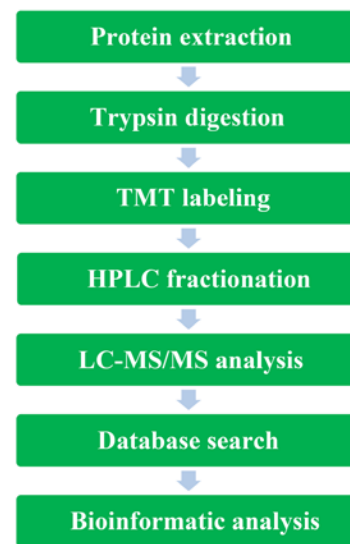 Protein extraction
Trypsin digestion
TMT labeling
HPLC fractionation
LC-MS/MS analysis
Database search
Bioinformatic analysis